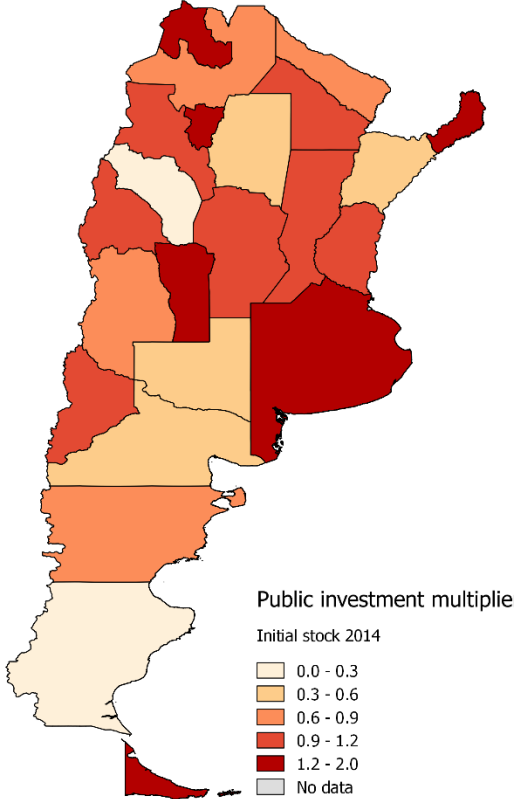 Public investment multiplie
Initial stock 2014
0.0 - 0.3
0.3 - 0.6
0.6 - 0.9
0.9 - 1.2
1.2 - 2.0
No data